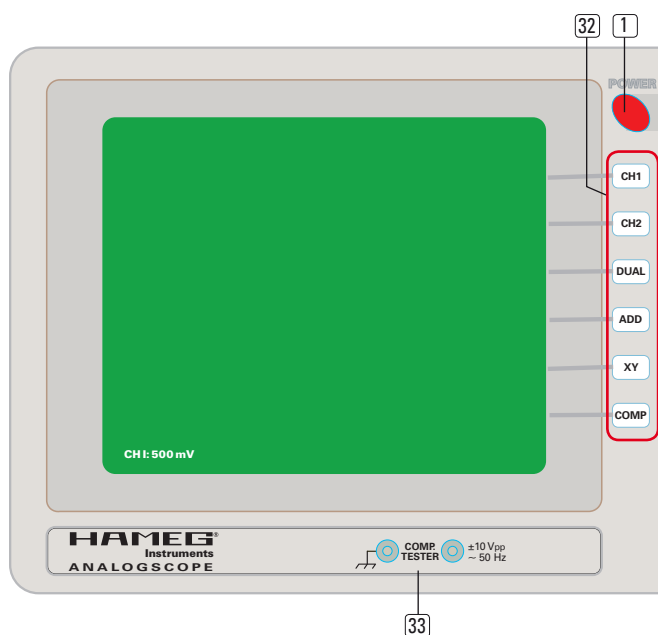 32 1
POWER
CH1
CH2
DUAL
ADD
XY
COMP
CH I: 500 mV
HAMEG®
Instruments
ANALOGSCOPE
COMP.
TESTER
±10 Vpp
~ 50 Hz
33